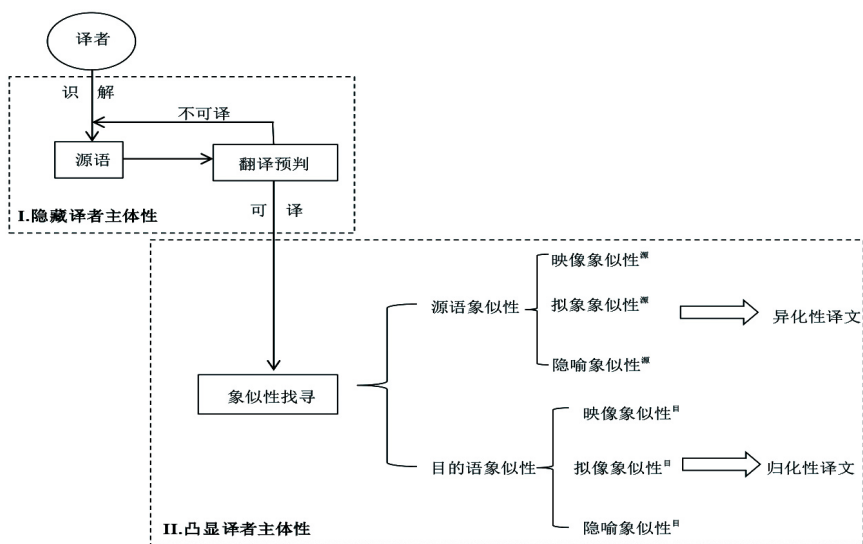 译者
识 解
不可译
源语
翻译预判
I.隐藏译者主体性
可 译
映像象似性源
源语象似性
拟象象似性源
异化性译文
隐喻象似性源
象似性找寻
映像象似性目
目的语象似性
拟像象似性目
归化性译文
隐喻象似性目
II.凸显译者主体性